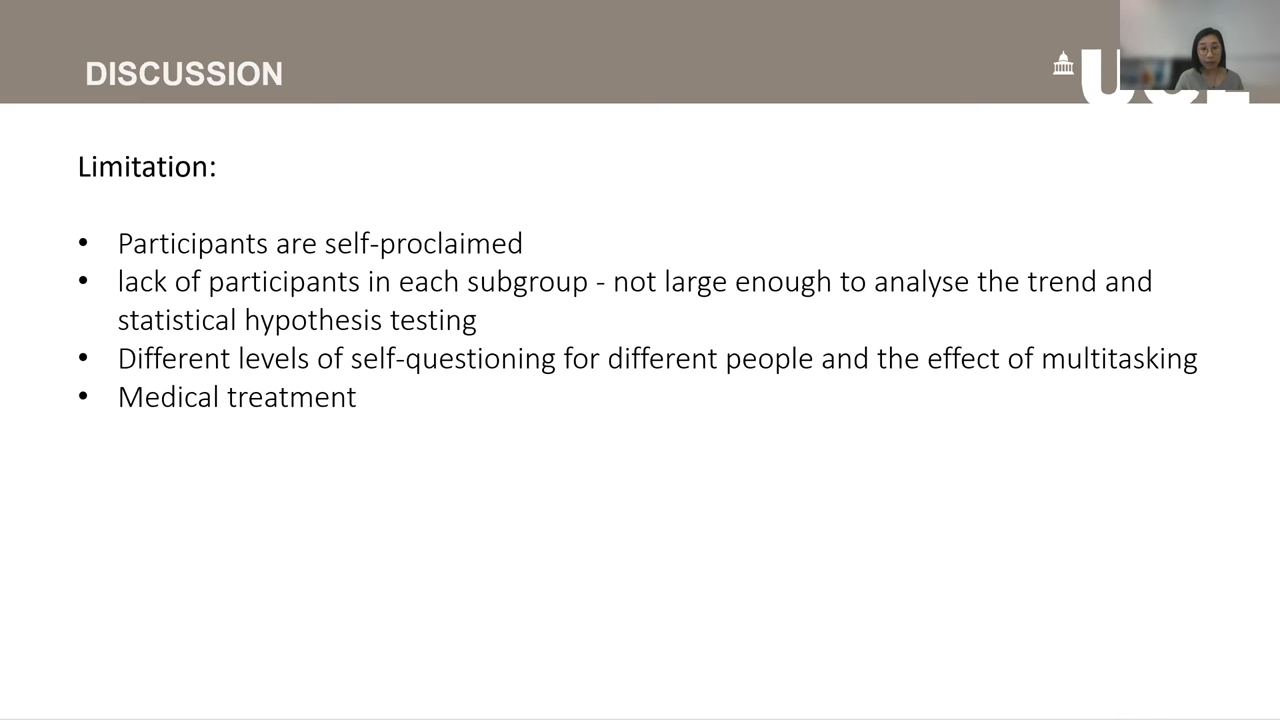 DISCUSSION
UCL
Limitation:
• Participants are self-proclaimed
• lack of participants in each subgroup - not large enough to analyse the trend and
statistical hypothesis testing
• Different levels of self-questioning for different people and the effect of multitasking
• Medical treatment